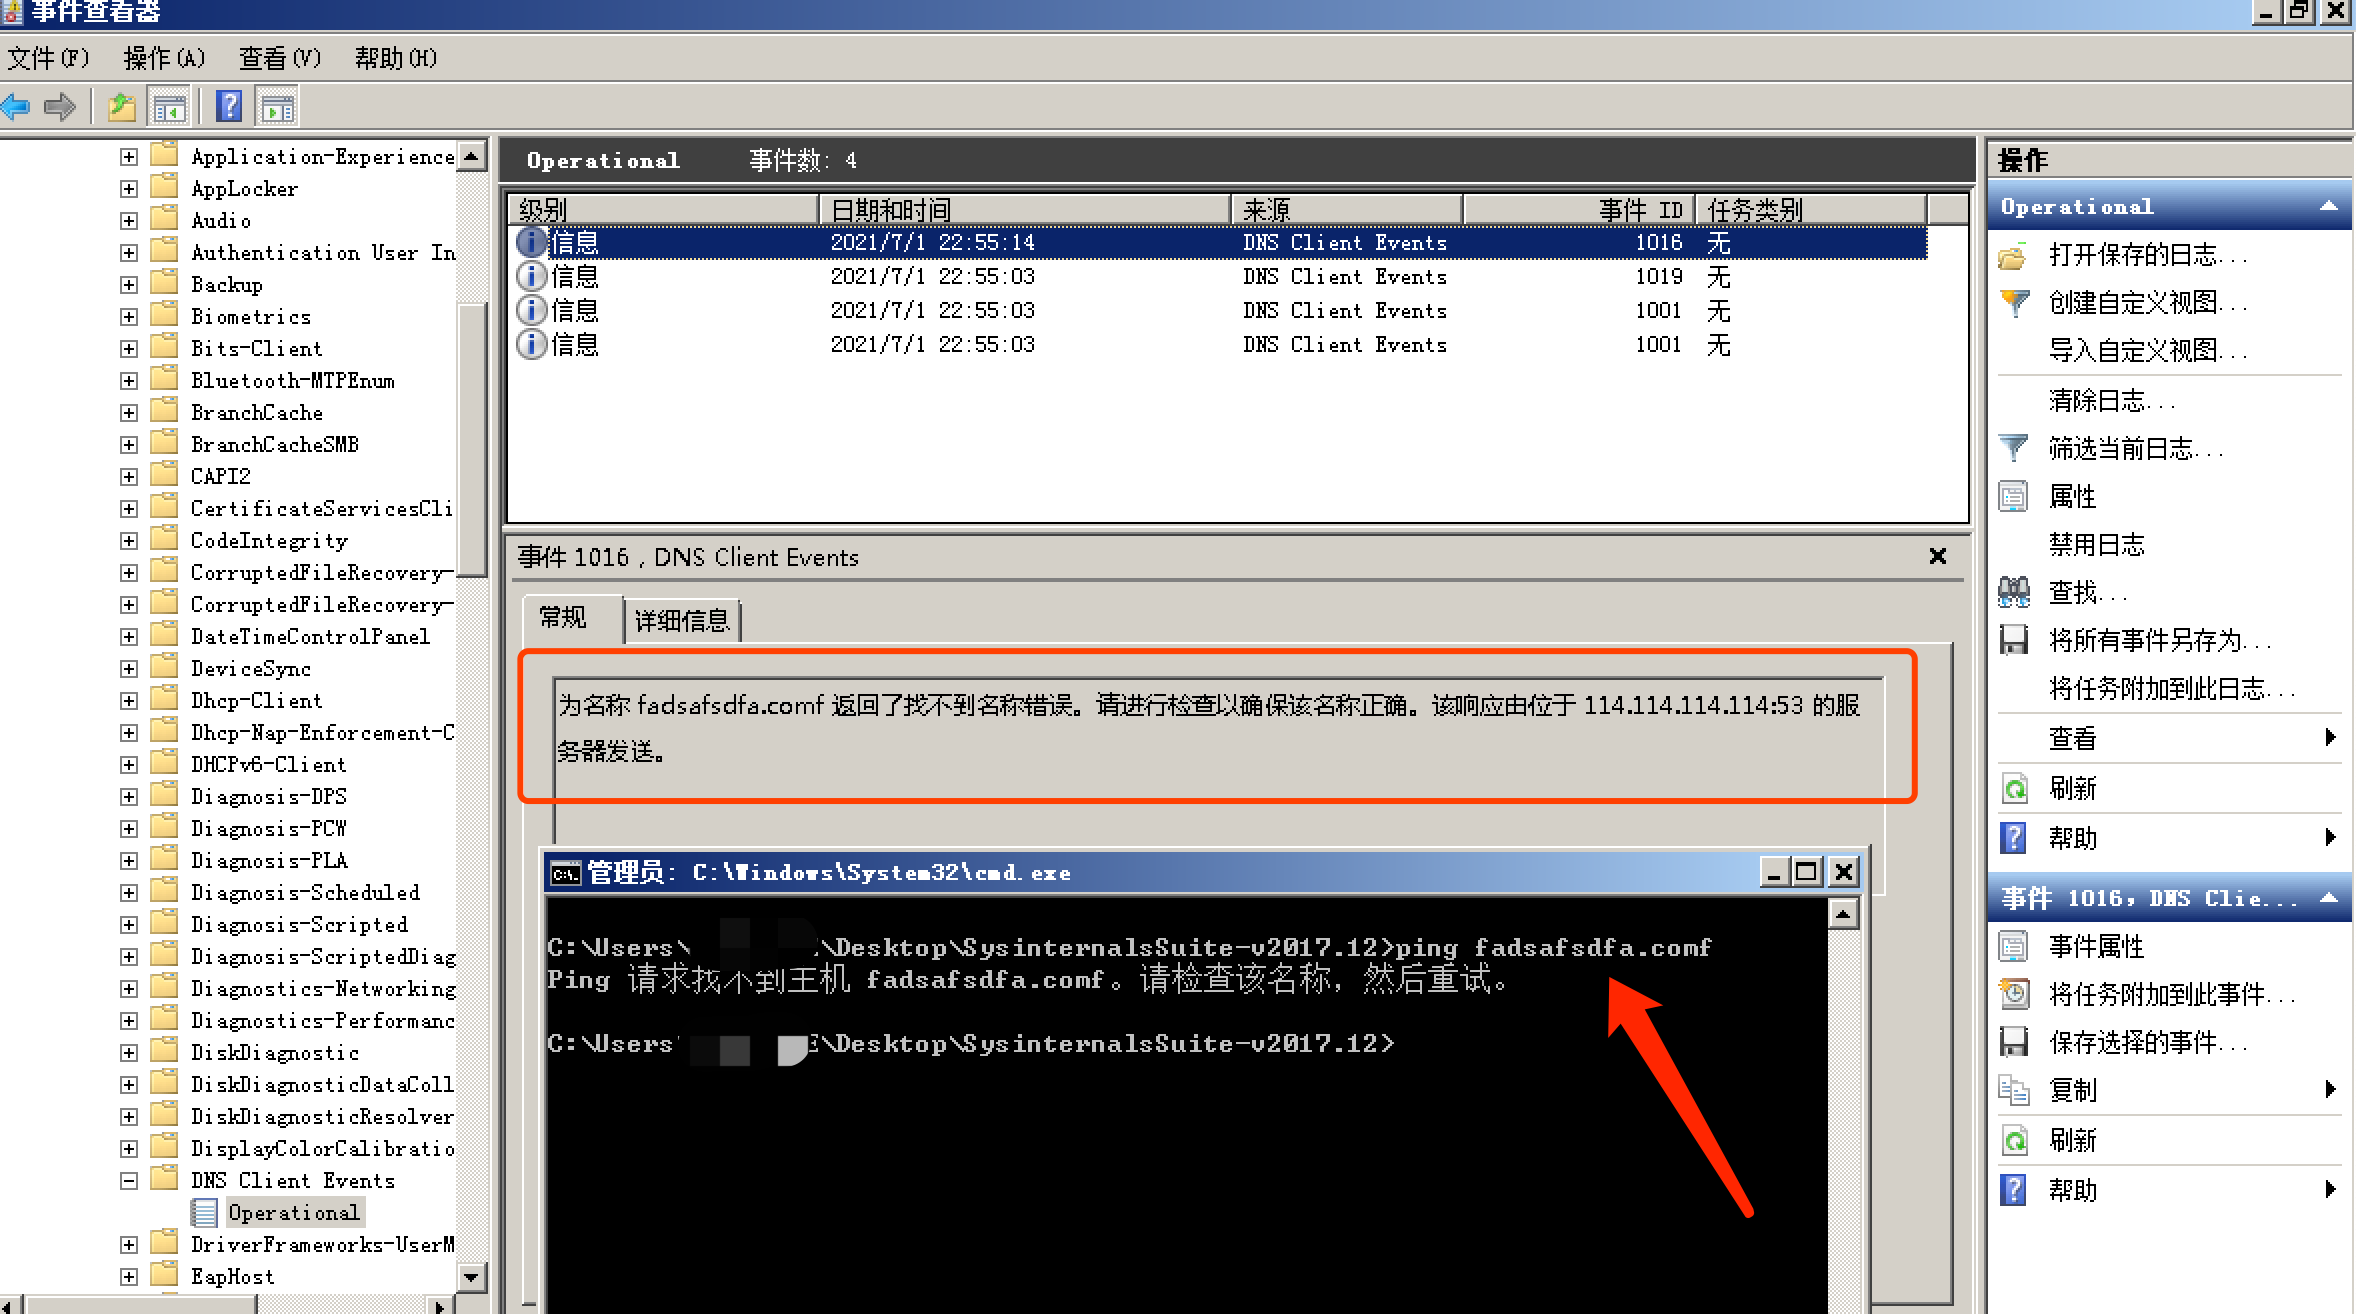 事件查看器
文件(F) 操作(A) 查看(V) 帮助(H)
Application-Experience
AppLocker
Audio
Authentication User In
Backup
Biometrics
Bits-Client
Bluetooth-MTPEnum
BranchCache
BranchCacheSMB
CAPI2
CertificateServicesCli
CodeIntegrity
CorruptedFileRecovery-
CorruptedFileRecovery-
DateTimeControlPanel
DeviceSync
Dhcp-Client
Dhcp-Nap-Enforcement-C
DHCPv6-Client
Diagnosis-DPS
Diagnosis-PCW
Diagnosis-PLA
Diagnosis-Scheduled
Diagnosis-Scripted
Diagnosis-ScriptedDiag
Diagnostics-Networking
Diagnostics-Performanc
DiskDiagnostic
DiskDiagnosticDataColl
DiskDiagnosticResolver
DisplayColorCalibratio
DNS Client Events
Operational
DriverFrameworks-UserM
EapHost
Operational 事件数: 4
级别 日期和时间 来源 事件 ID 任务类别
信息 2021/7/1 22:55:14 DNS Client Events 1016 无
信息 2021/7/1 22:55:03 DNS Client Events 1019 无
信息 2021/7/1 22:55:03 DNS Client Events 1001 无
信息 2021/7/1 22:55:03 DNS Client Events 1001 无
事件 1016，DNS Client Events
常规 详细信息
为名称 fadsafsdfa.comf 返回了找不到名称错误。请进行检查以确保该名称正确。该响应由位于 114.114.114.114:53 的服
务器发送。
管理员: C:\Windows\System32\cmd.exe
C:\Users\ \Desktop\SysinternalsSuite-v2017.12>ping fadsafsdfa.comf
Ping 请求找不到主机 fadsafsdfa.comf。请检查该名称，然后重试。
C:\Users E\Desktop\SysinternalsSuite-v2017.12>
操作
Operational
打开保存的日志...
创建自定义视图...
导入自定义视图...
清除日志...
筛选当前日志...
属性
禁用日志
查找...
将所有事件另存为...
将任务附加到此日志...
查看
刷新
帮助
事件 1016，DNS Clie...
事件属性
将任务附加到此事件...
保存选择的事件...
复制
刷新
帮助